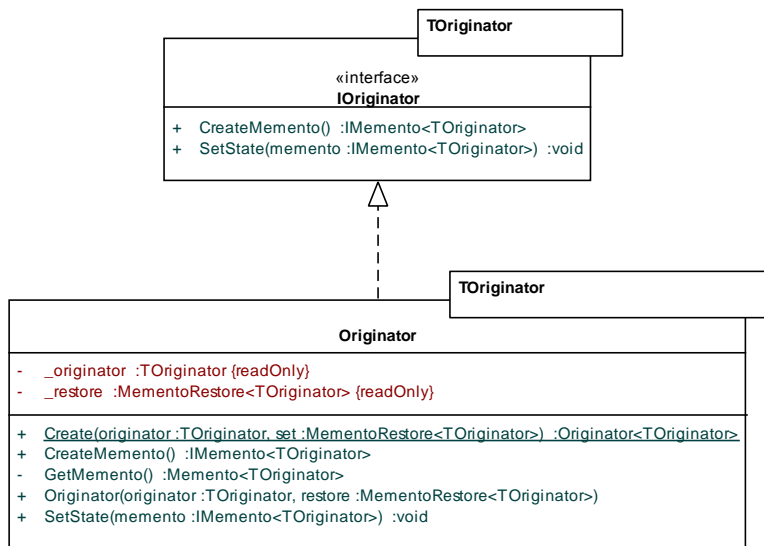 TOriginator
«interface»
IOriginator
+ CreateMemento() :IMemento<TOriginator>
+ SetState(memento :IMemento<TOriginator>) :void
TOriginator
Originator
- _originator :TOriginator {readOnly}
- _restore :MementoRestore<TOriginator> {readOnly}
+ Create(originator :TOriginator, set :MementoRestore<TOriginator>) :Originator<TOriginator>
+ CreateMemento() :IMemento<TOriginator>
- GetMemento() :Memento<TOriginator>
+ Originator(originator :TOriginator, restore :MementoRestore<TOriginator>)
+ SetState(memento :IMemento<TOriginator>) :void